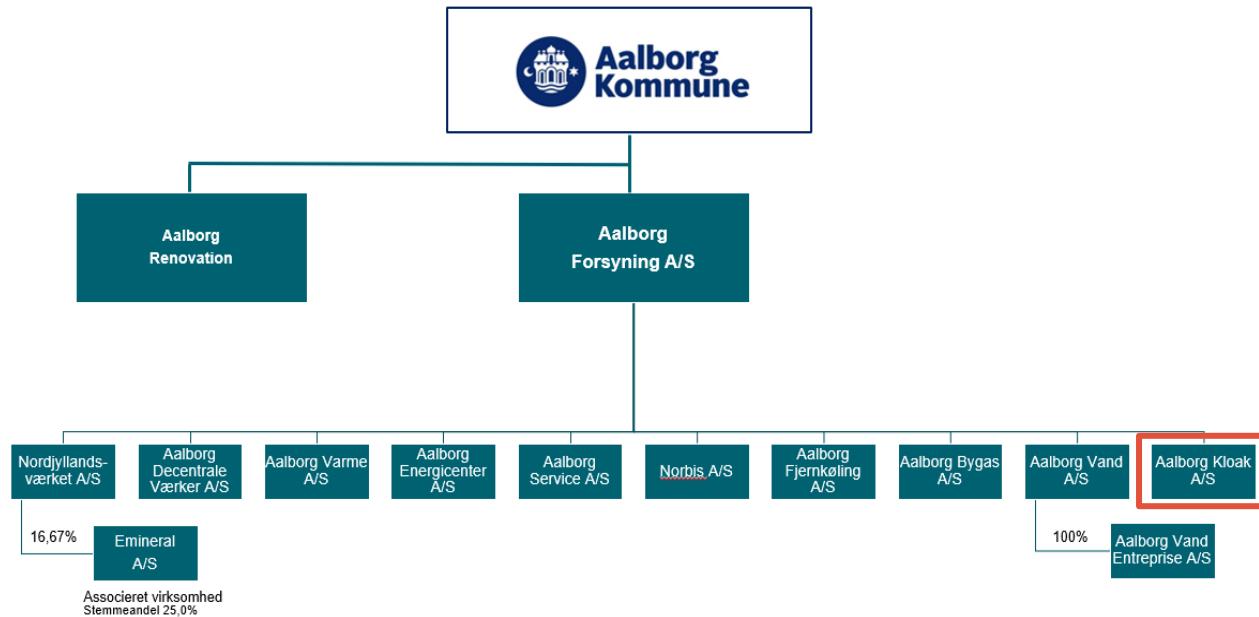 Aalborg
Kommune
Aalborg
Renovation
Aalborg
Forsyning A/S
Nordjyllands-
værket A/S
Aalborg
Decentrale
Værker A/S
Aalborg Varme
A/S
Aalborg
Energicenter
A/S
Aalborg
Service A/S
Norbis A/S
Aalborg
Fjernkøling
A/S
Aalborg Bygas
A/S
Aalborg Vand
A/S
Aalborg Kloak
A/S
16,67%
Emineral
A/S
Associeret virksomhed
Stemmeandel 25,0%
100%
Aalborg Vand
Entreprise A/S